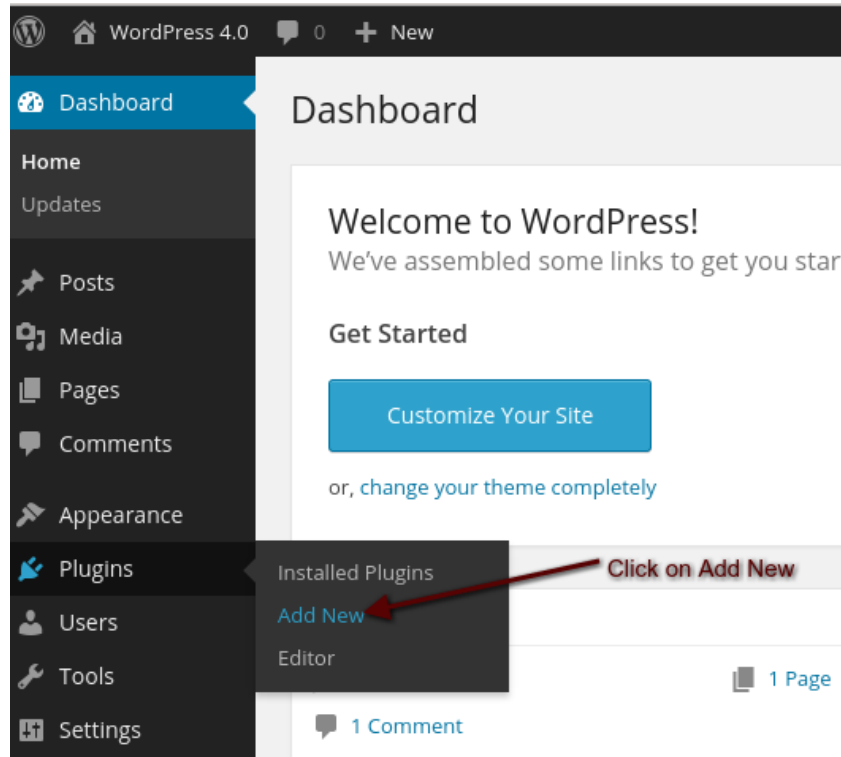 WordPress 4.0 0 + New
Dashboard
Home
Updates
Posts
Media
Pages
Comments
Appearance
Plugins
Users
Tools
Settings
Installed Plugins
Add New
Editor
Click on Add New
Dashboard
Welcome to WordPress!
We've assembled some links to get you star
Get Started
Customize Your Site
or, change your theme completely
1 Page
1 Comment